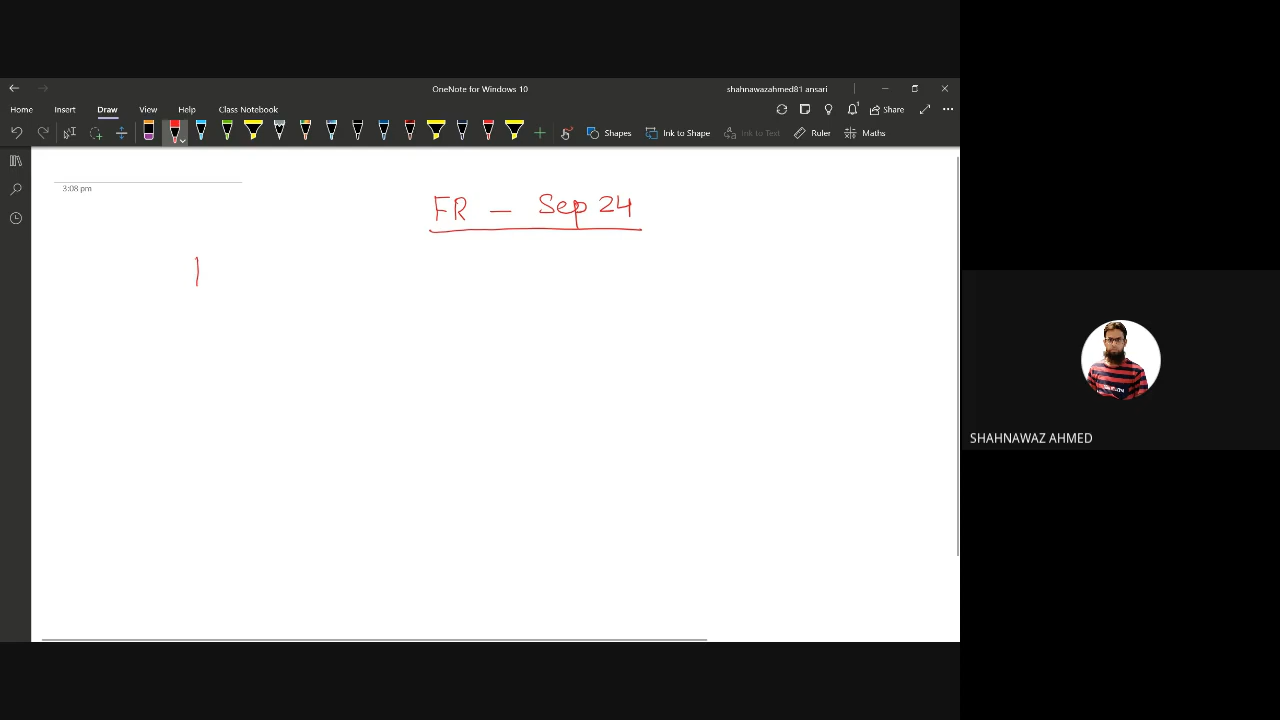 OneNote for Windows 10
shahnawazahmed81 ansari
Home Insert Draw View Help Class Notebook
Share
Shapes Ink to Shape Ink to Text Ruler Maths
3:08 pm
FR — Sep 24
SHAHNAWAZ AHMED